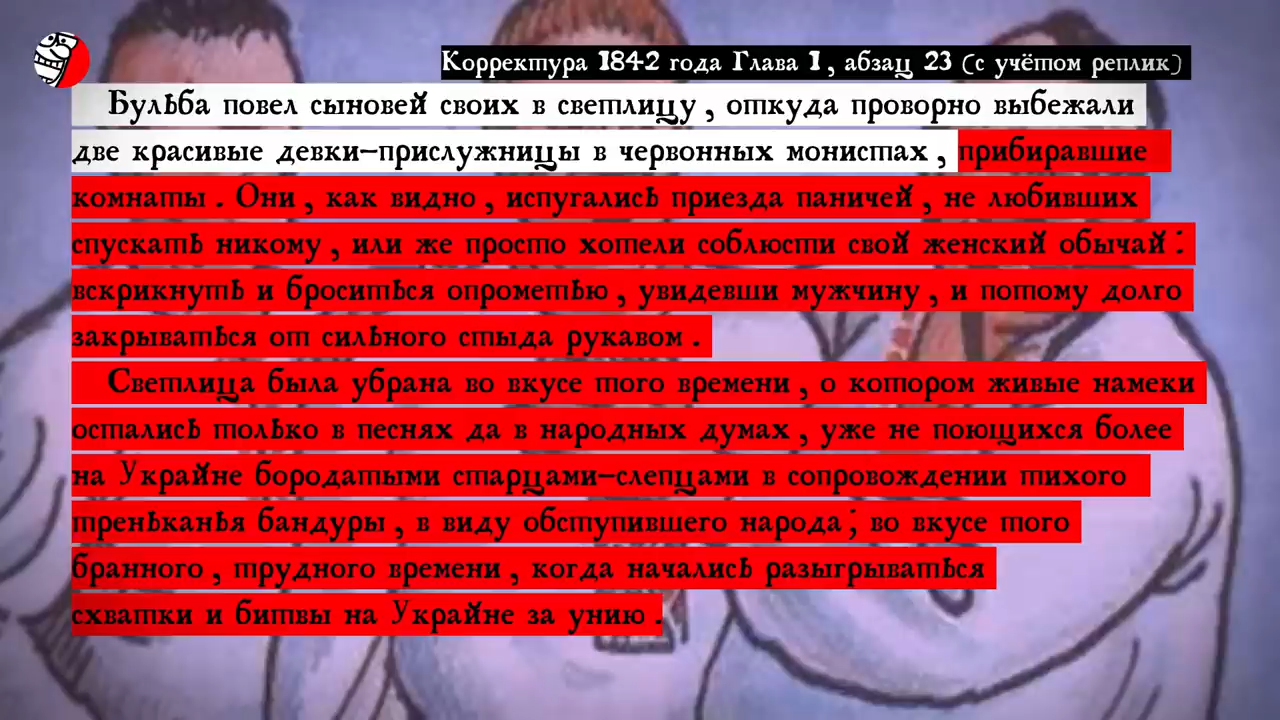 Корректура 1842 года Глава 1, абзац 23 (с учётом реплик)
Бульба повел сыновей своих в светлицу, откуда проворно выбежали
две красивые девки-прислужницы в червонных монистах, прибиравшие
комнаты. Они, как видно, испугались приезда паничей, не любивших
спускать никому, или же просто хотели соблюсти свой женский обычай:
вскрикнуть и броситься опрометью, увидевши мужчину, и потому долго
закрываться от сильного стыда рукавом.
Светлица была убрана во вкусе того времени, о котором живые намеки
остались только в песнях да в народных думах, уже не поющихся более
на Украйне бородатыми старцами-слепцами в сопровождении тихого
треньканья бандуры, в виду обступившего народа; во вкусе того
бранного, трудного времени, когда начались разыгрываться
схватки и битвы на Украйне за унию.